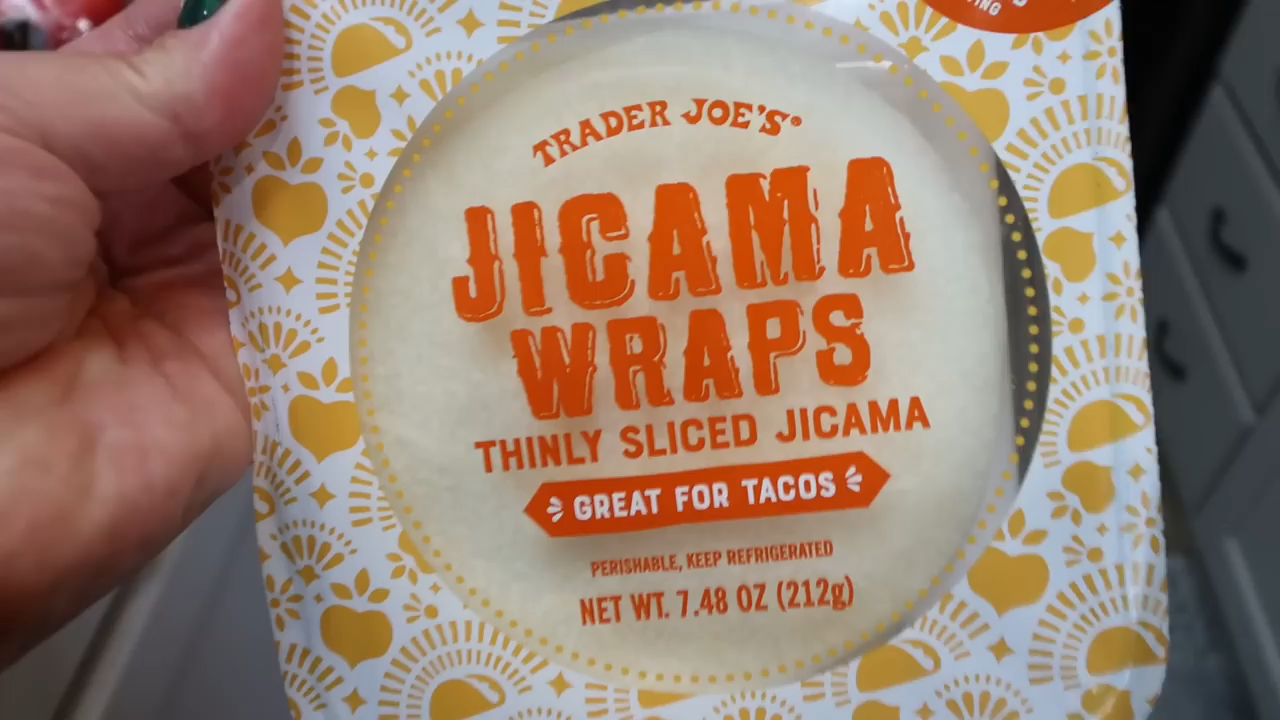 ING
TRADER JOE'S
JICAMA
WRAPS
THINLY SLICED JICAMA
GREAT FOR TACOS
PERISHABLE, KEEP REFRIGERATED
NET WT. 7.48 OZ (212g)